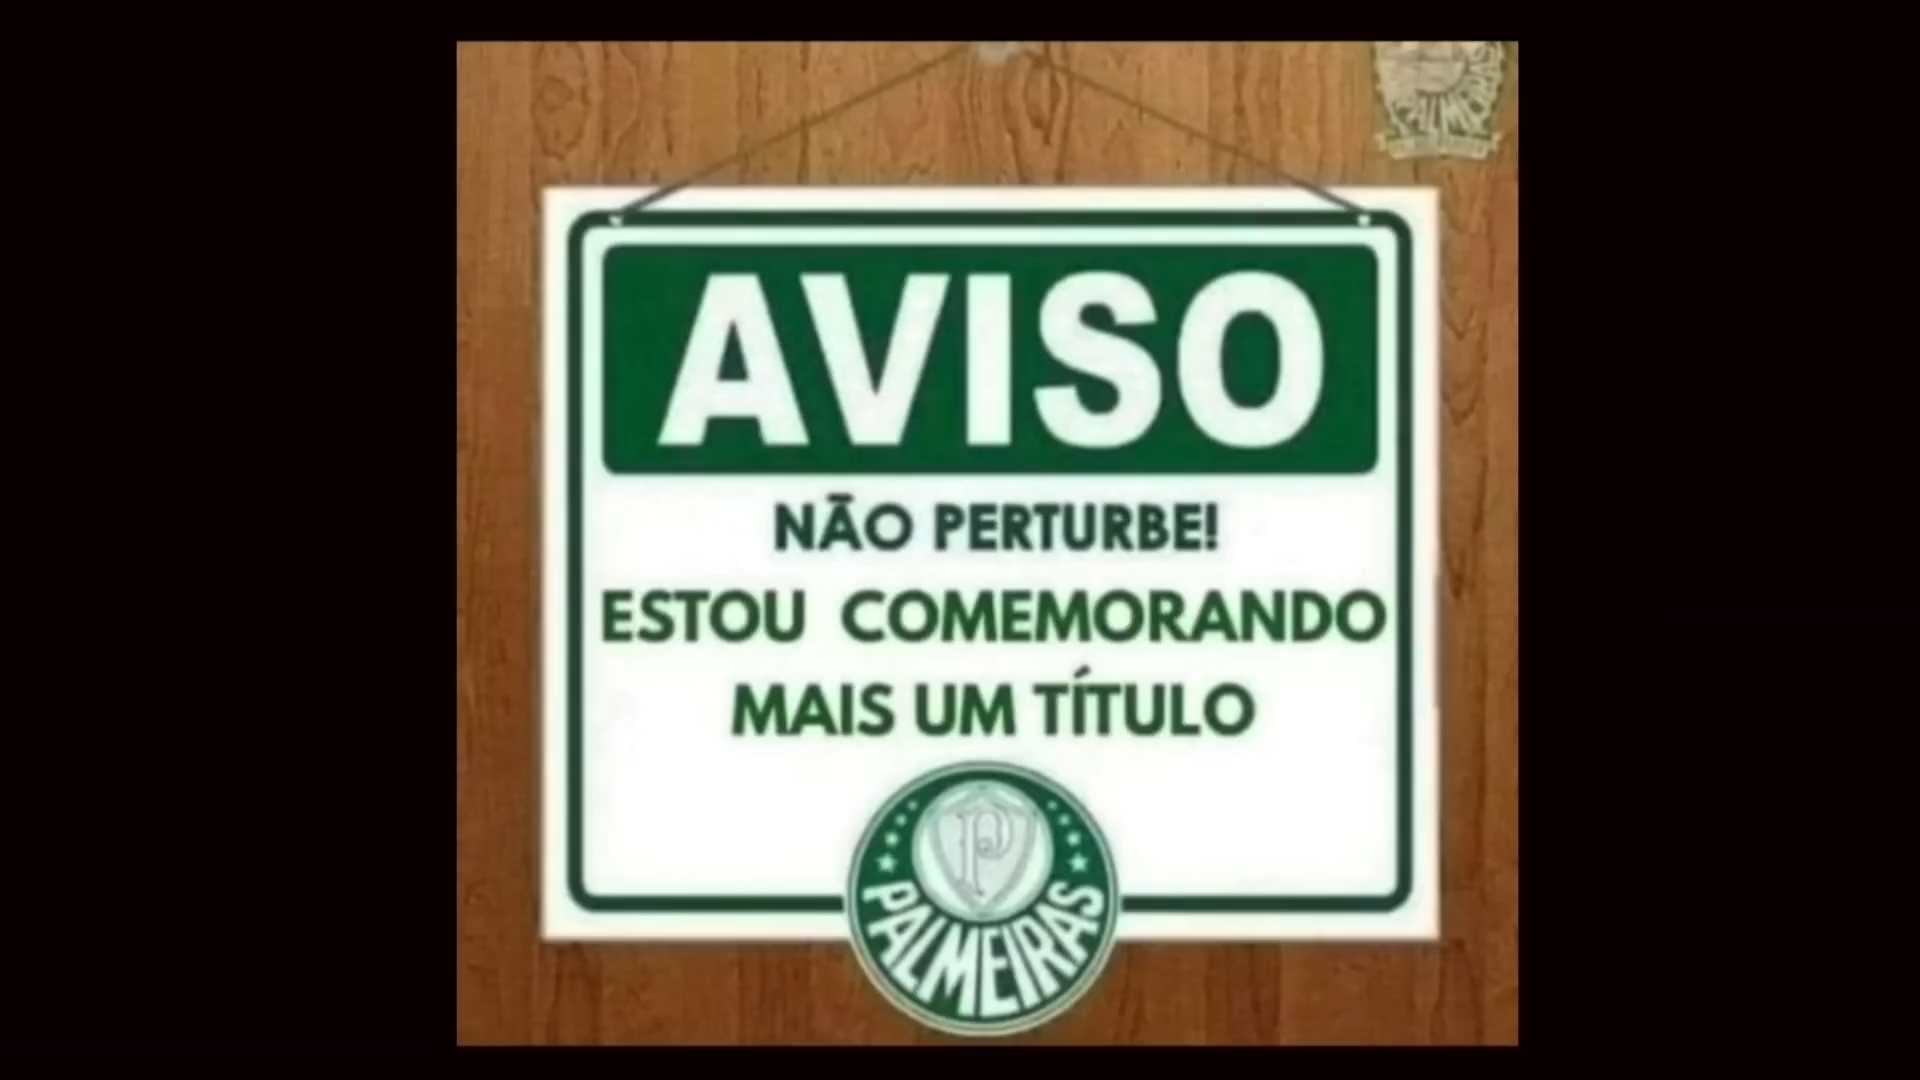 AVISO
NÃO PERTURBE!
ESTOU COMEMORANDO
MAIS UM TÍTULO
P
PALMEIRAS